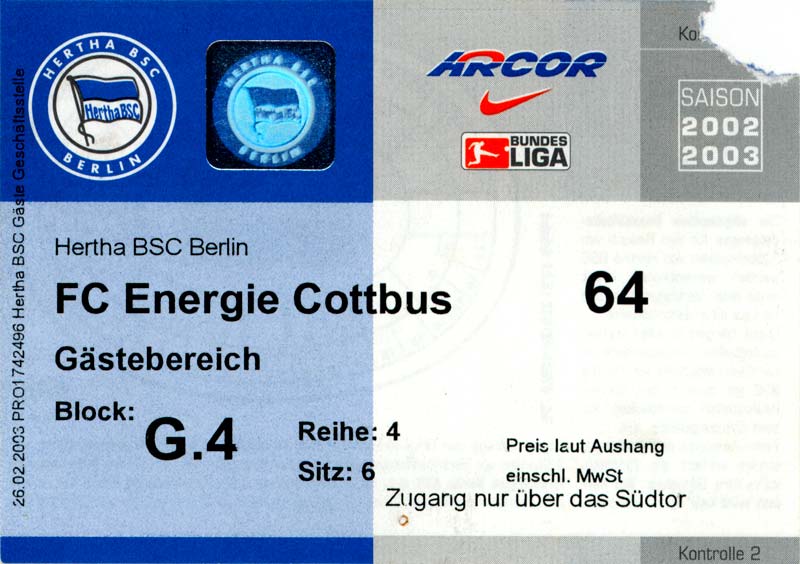 HERTHA BSC
HerthaBSC
BERLIN
HERTHA BSC
BERLIN
ARCOR
BUNDES
LIGA
SAISON
2002
2003
26.02.2003 PRO1742496 Hertha BSC Gäste Geschäftsstelle
Hertha BSC Berlin
FC Energie Cottbus
64
Gästebereich
Block:
G.4
Reihe: 4
Sitz: 6
Preis laut Aushang
einschl. MwSt
Zugang nur über das Südtor
Kontrolle 2